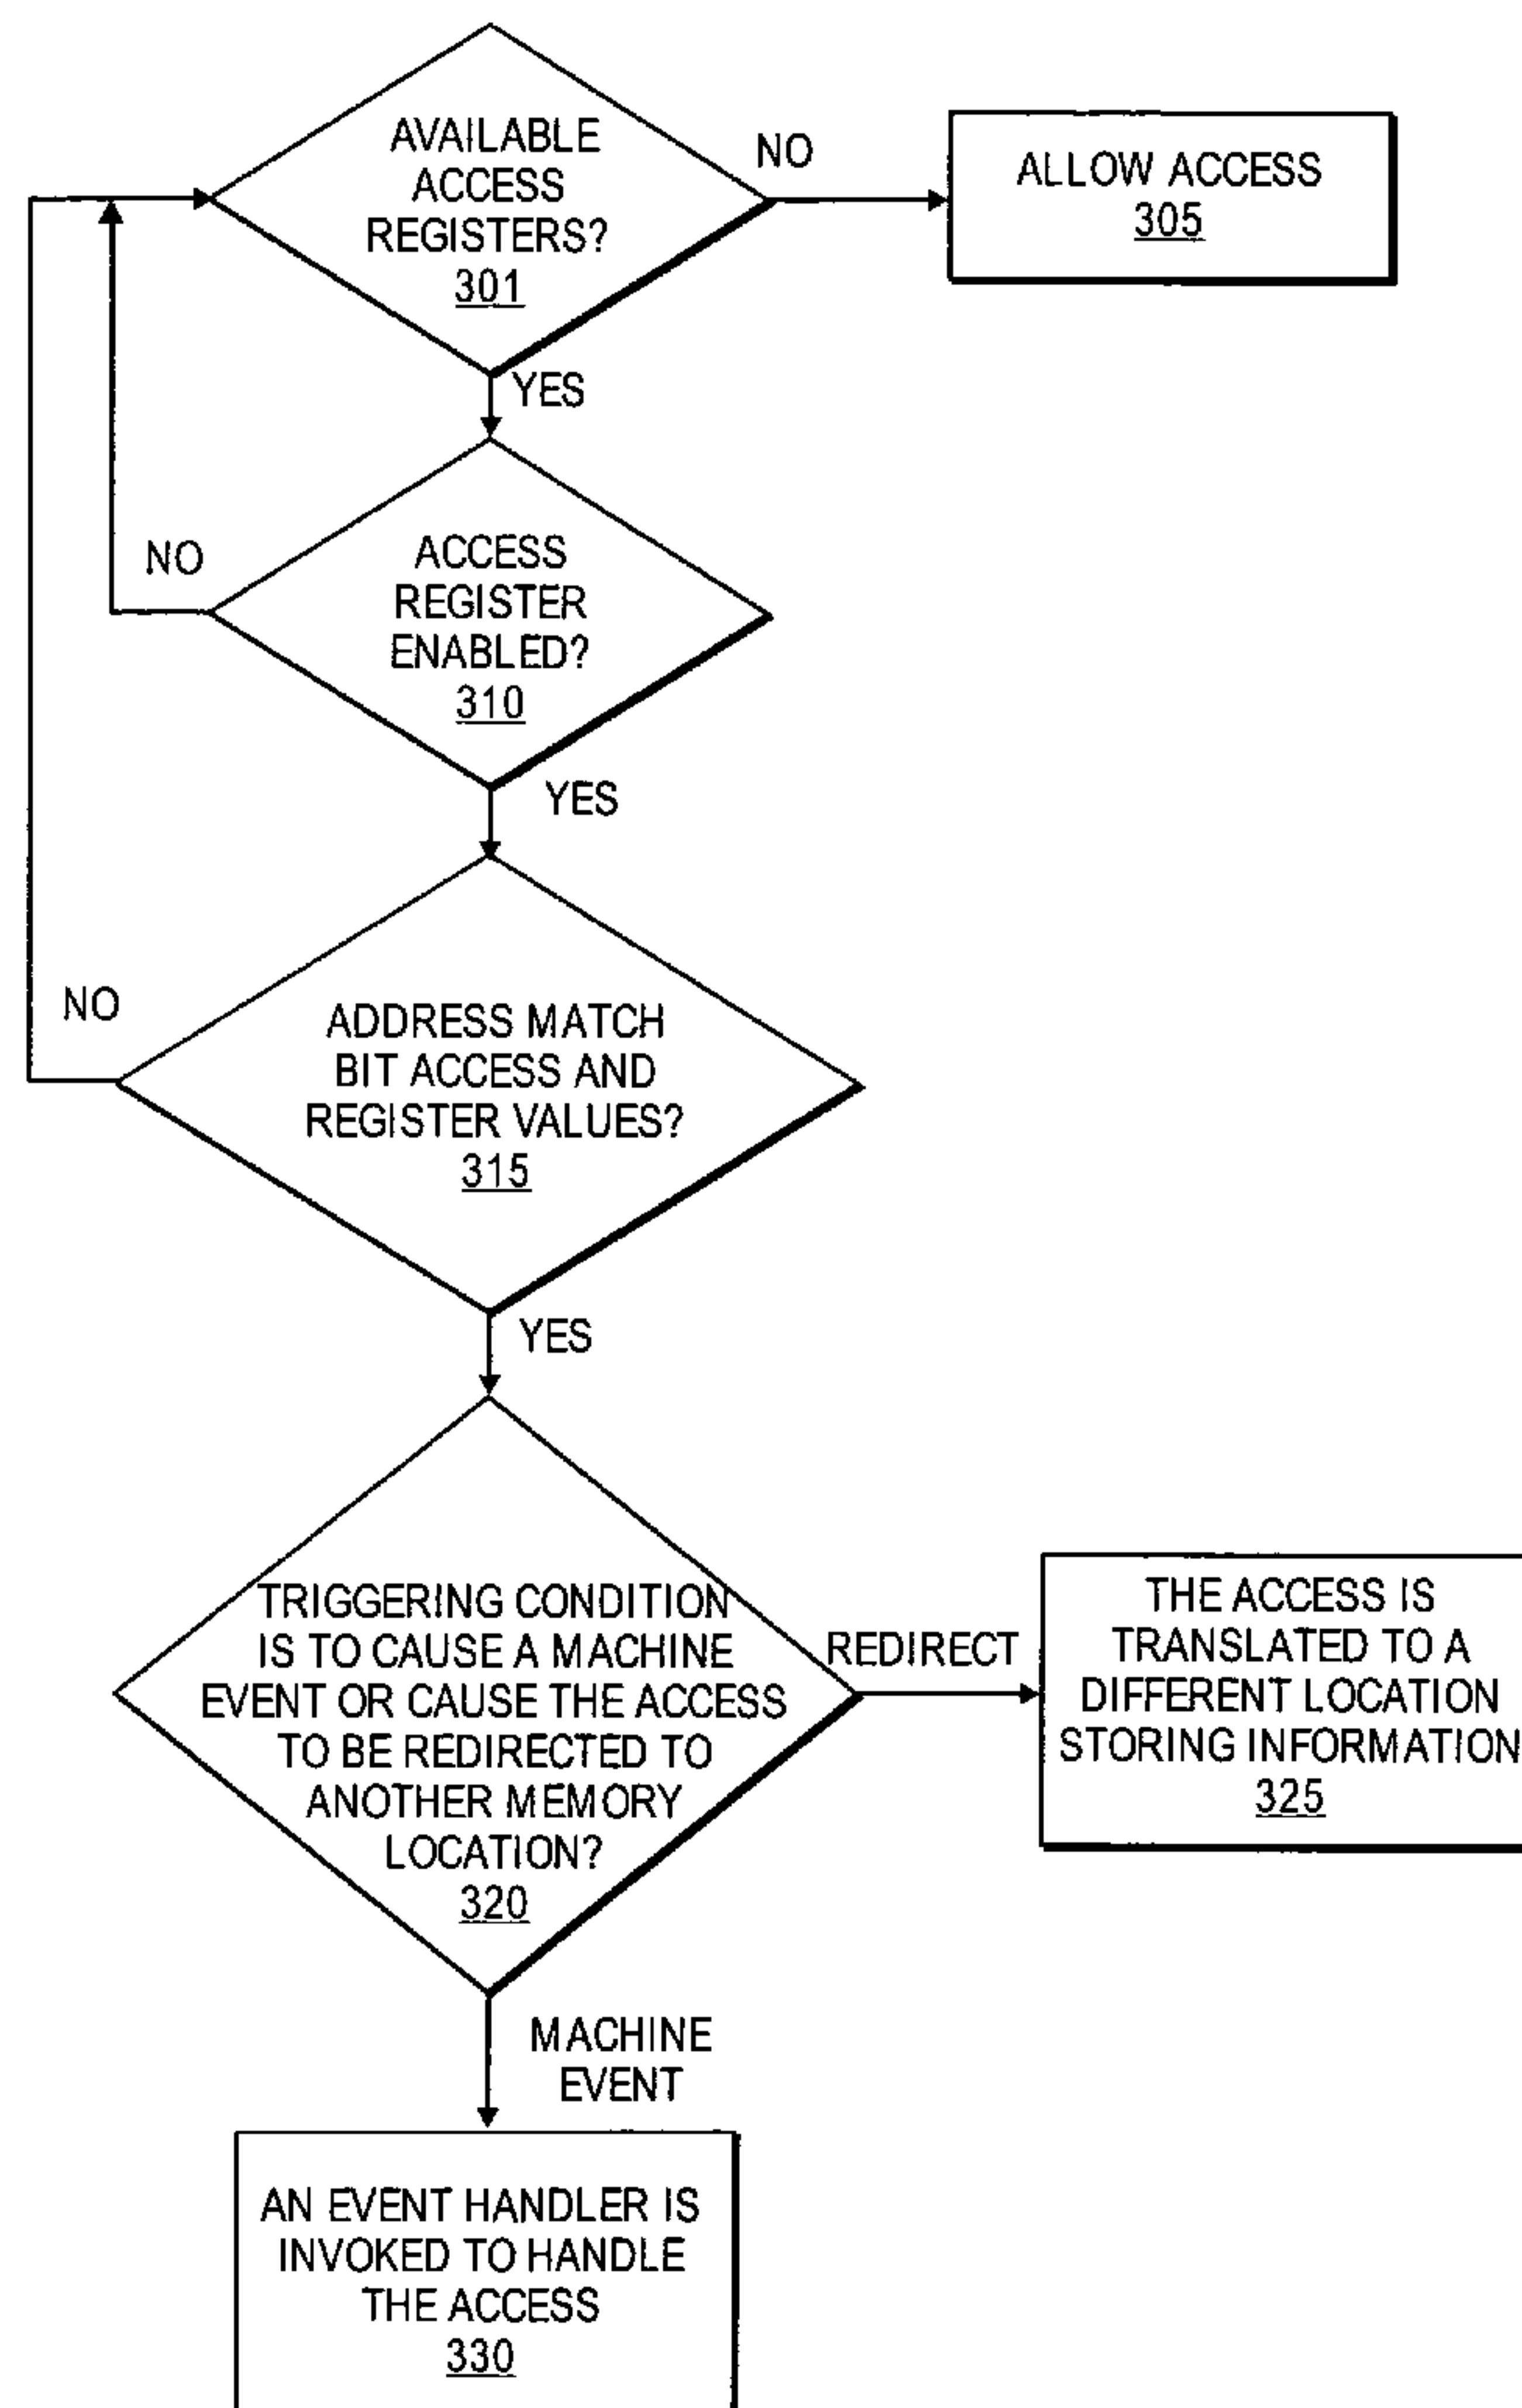 AVAILABLE
ACCESS
REGISTERS?
301
NO
ALLOW ACCESS
305
YES
ACCESS
REGISTER
ENABLED?
310
NO
YES
ADDRESS MATCH
BIT ACCESS AND
REGISTER VALUES?
315
NO
YES
TRIGGERING CONDITION
IS TO CAUSE A MACHINE
EVENT OR CAUSE THE ACCESS
TO BE REDIRECTED TO
ANOTHER MEMORY
LOCATION?
320
REDIRECT
THE ACCESS IS
TRANSLATED TO A
DIFFERENT LOCATION
STORING INFORMATION
325
MACHINE
EVENT
AN EVENT HANDLER IS
INVOKED TO HANDLE
THE ACCESS
330